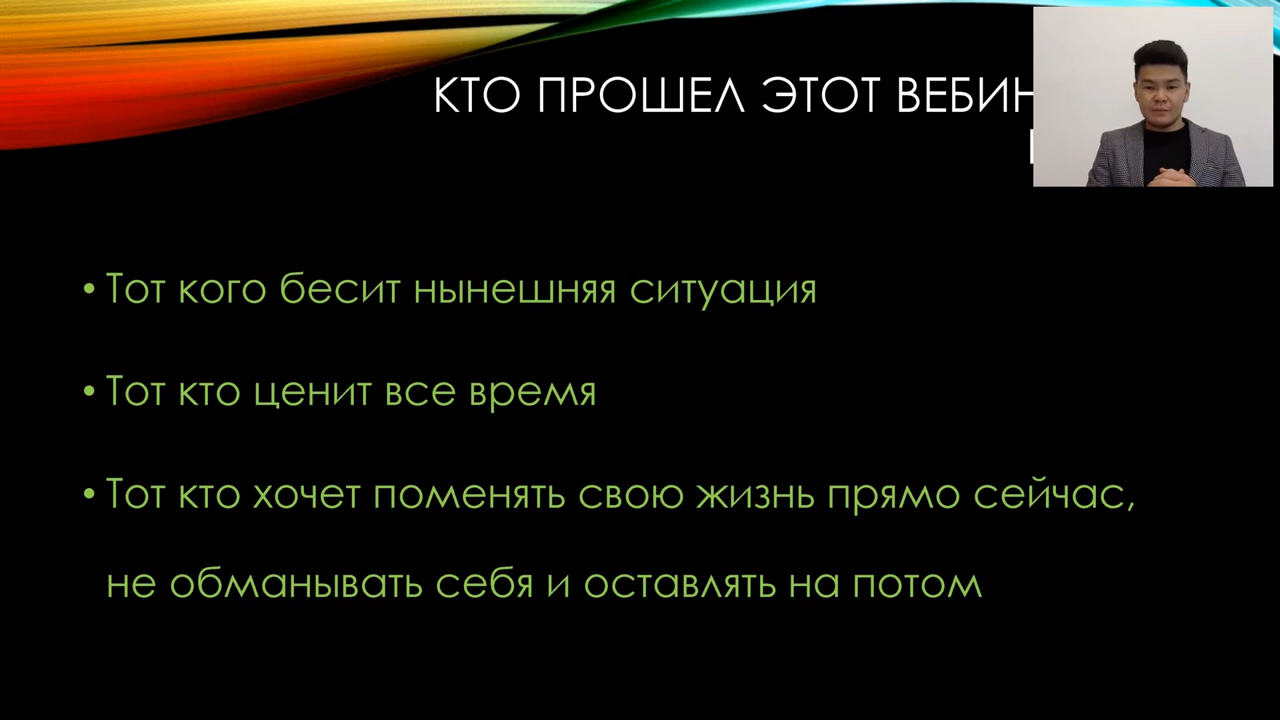 КТО ПРОШЕЛ ЭТОТ
• Тот кого бесит нынешняя ситуация
• Тот кто ценит все время
• Тот кто хочет поменять свою жизнь прямо сейчас,
не обманывать себя и оставлять на потом